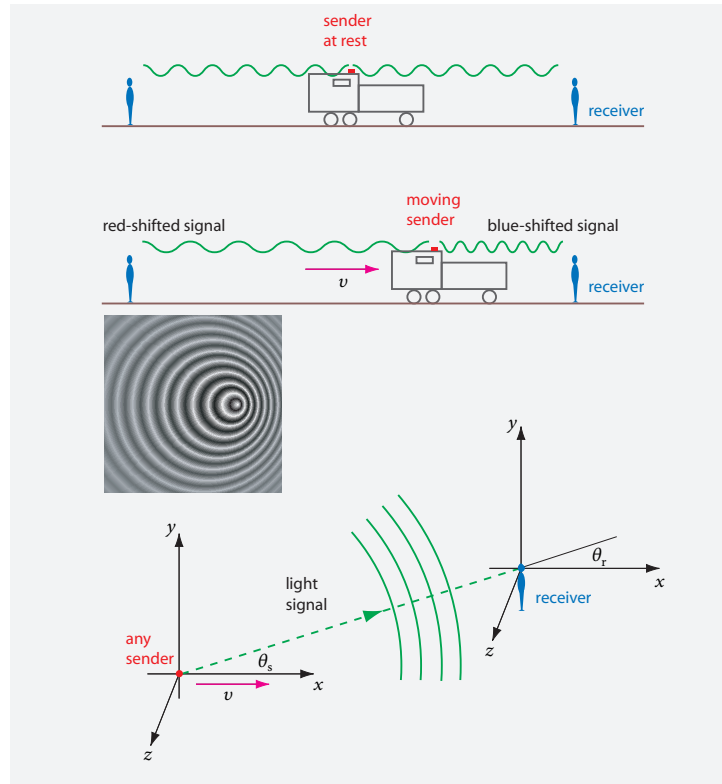 sender
at rest
receiver
moving
sender
red-shifted signal
blue-shifted signal
v
receiver
y
x
z
θr
receiver
light
signal
y
any
sender
θs
v
x
z